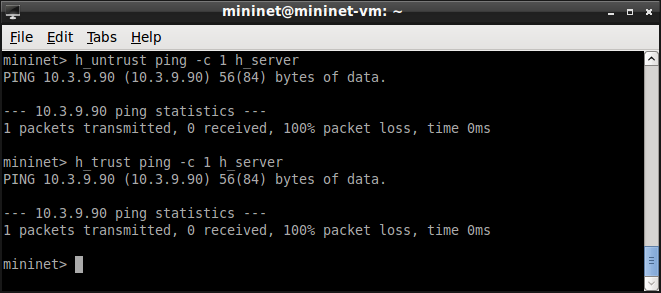 mininet@mininet-vm: ~
File Edit Tabs Help
mininet> h_untrust ping -c 1 h_server
PING 10.3.9.90 (10.3.9.90) 56(84) bytes of data.
--- 10.3.9.90 ping statistics ---
1 packets transmitted, 0 received, 100% packet loss, time 0ms
mininet> h_trust ping -c 1 h_server
PING 10.3.9.90 (10.3.9.90) 56(84) bytes of data.
--- 10.3.9.90 ping statistics ---
1 packets transmitted, 0 received, 100% packet loss, time 0ms
mininet>